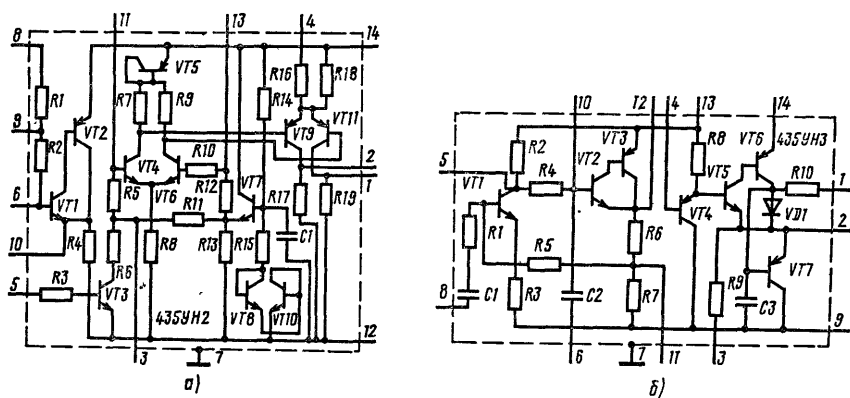 11 13 4
8 14
VT5
R16 R18
R7 R9 R14
R1
VT2 VT11
9 VT9
R2 VT4 R10
2
6 R5 VT6 R12 VT7 R17 1
VT1 R11 R19
10 R4 R8 R13 R15 C1
R6
5 R3
VT3 435УН2 VT8 VT10
12
3 7
а)
10 12 4 13 14
R2 VT3 R8 VT6 435УН3
5 VT1 R4 VT2 VT5 R10 1
VT4 VD1
R1 R6 2
R5 R9 VT7
8 C1 R3 C2 R7 C3
9
6 7 11 3
б)